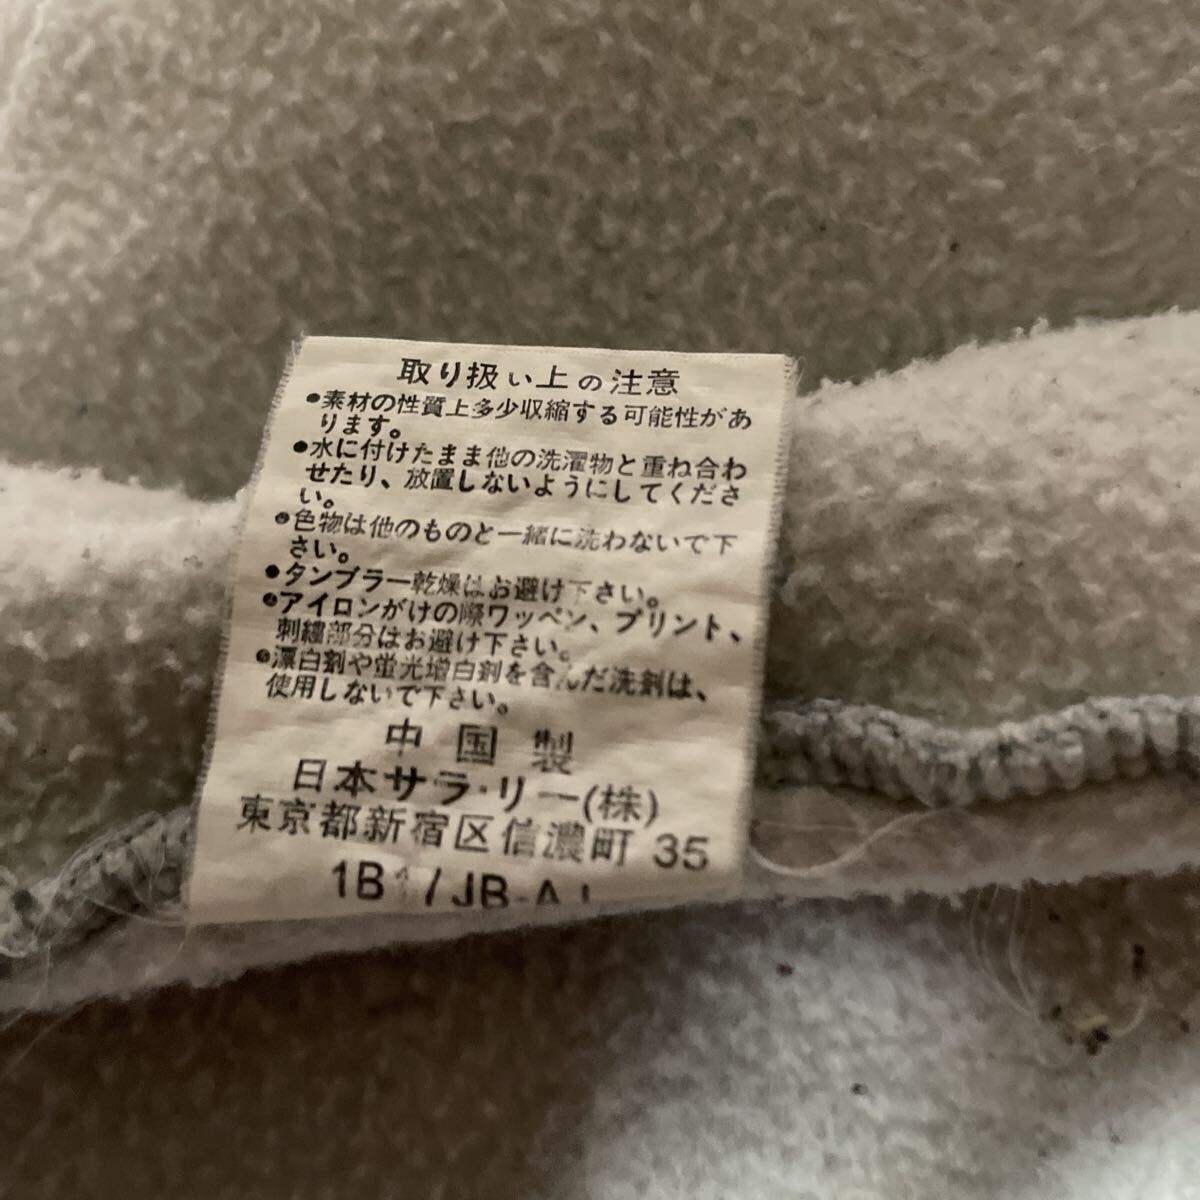 取り扱い上の注意
●素材の性質上多少収縮する可能性があ
ります。
●水に付けたまま他の洗濯物と重ね合わ
せたり、放置しないようにしてくださ
い。
●色物は他のものと一緒に洗わないで下
さい。
●タンブラー乾燥はお避け下さい。
●アイロンがけの際ワッペン、プリント、
刺繍部分はお避け下さい。
●漂白剤や蛍光増白剤を含んだ洗剤は、
使用しないで下さい。
中国製
日本サラ・リー(株)
東京都新宿区信濃町 35